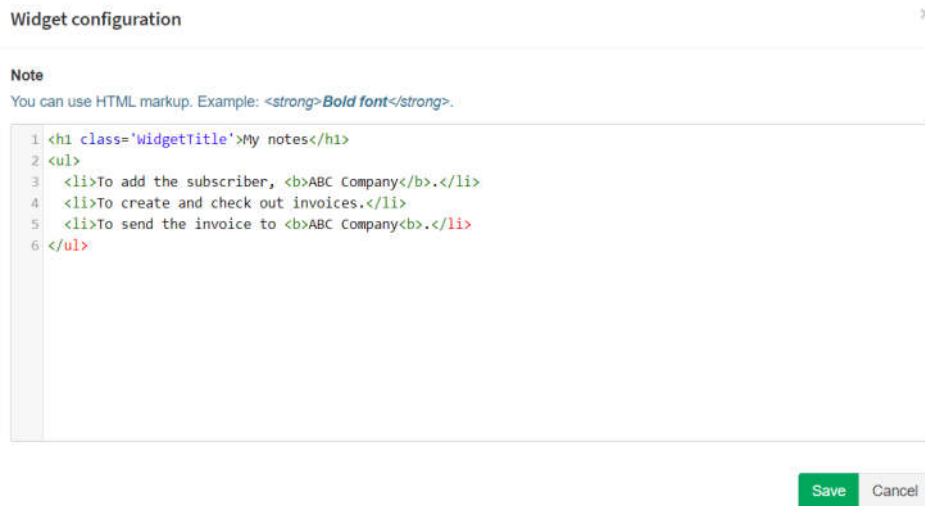 Widget configuration
Note
You can use HTML markup. Example: <strong>Bold font</strong>.
1 <h1 class='WidgetTitle'>My notes</h1>
2 <ul>
3 <li>To add the subscriber, <b>ABC Company</b>.</li>
4 <li>To create and check out invoices.</li>
5 <li>To send the invoice to <b>ABC Company<b>.</li>
6 </ul>
Save Cancel